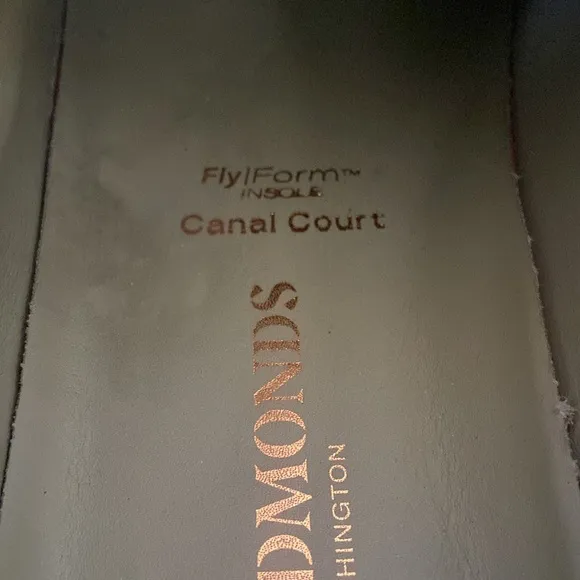 Fly/Form™
INSOLE
Canal Court
DMONDS
HINGTON